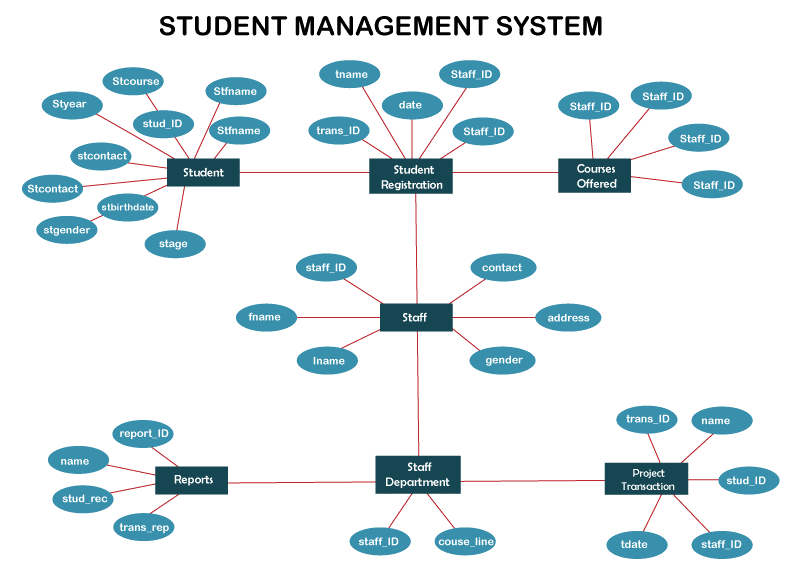 STUDENT MANAGEMENT SYSTEM
Stcourse
Stfname
Styear
stud_ID
Stfname
stcontact
Student
Stcontact
stbirthdate
stgender
stage
tname
Staff_ID
date
trans_ID
Staff_ID
Student
Registration
Staff_ID
Staff_ID
Staff_ID
Courses
Offered
Staff_ID
staff_ID
contact
fname
Staff
address
lname
gender
report_ID
name
Reports
stud_rec
trans_rep
Staff
Department
staff_ID
couse_line
trans_ID
name
Project
Transaction
stud_ID
tdate
staff_ID